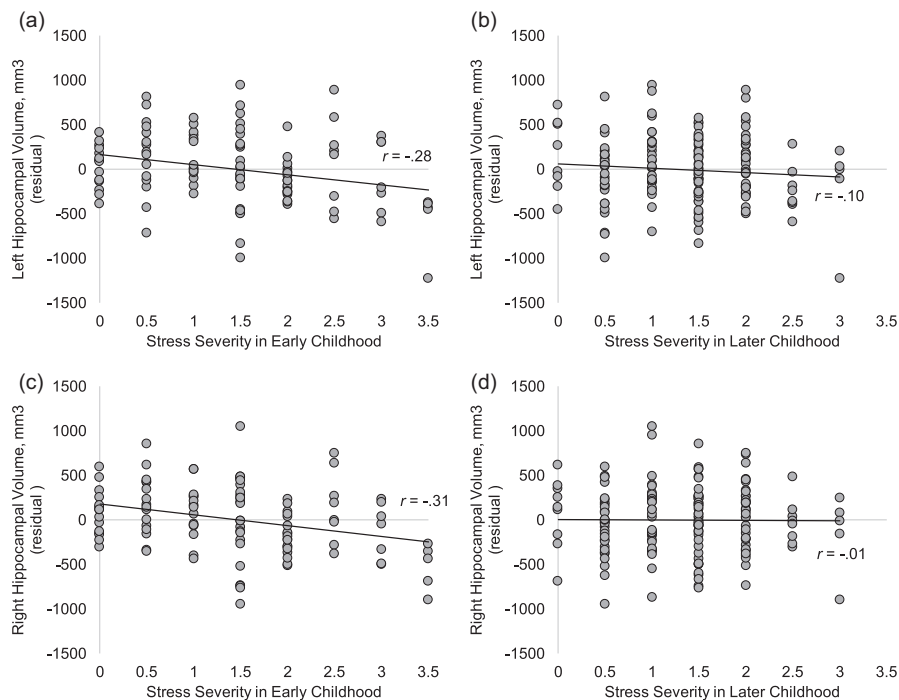 (a)
Left Hippocampal Volume, mm3
(residual )
1500
1000
500
0
-500
-1000
-1500
r = -.28
0 0.5 1 1.5 2 2.5 3 3.5
Stress Severity in Early Childhood
(b)
Left Hippocampal Volume, mm3
(residual )
1500
1000
500
0
-500
-1000
-1500
r = -.10
0 0.5 1 1.5 2 2.5 3 3.5
Stress Severity in Later Childhood
(c)
Right Hippocampal Volume, mm3
(residual )
1500
1000
500
0
-500
-1000
-1500
r = -.31
0 0.5 1 1.5 2 2.5 3 3.5
Stress Severity in Early Childhood
(d)
Right Hippocampal Volume, mm3
(residual )
1500
1000
500
0
-500
-1000
-1500
r = -.01
0 0.5 1 1.5 2 2.5 3 3.5
Stress Severity in Later Childhood